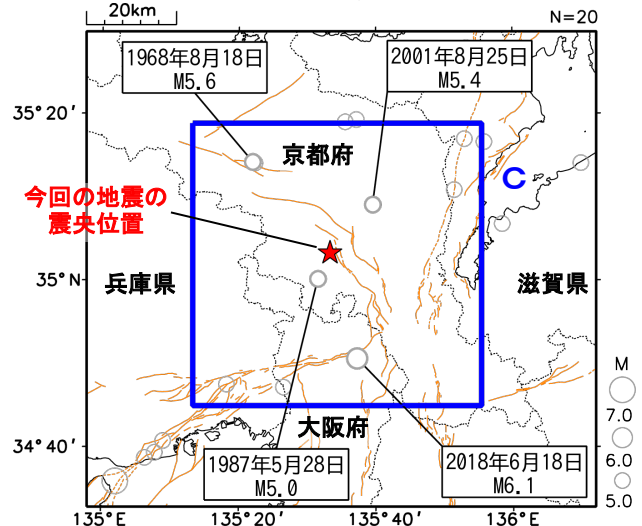 20km
N=20
1968年8月18日
M5.6
2001年8月25日
M5.4
35°20′
京都府
C
今回の地震の
震央位置
35°N
兵庫県
滋賀県
M
7.0
6.0
5.0
大阪府
34°40′
1987年5月28日
M5.0
2018年6月18日
M6.1
135°E
135°20′
135°40′
136°E